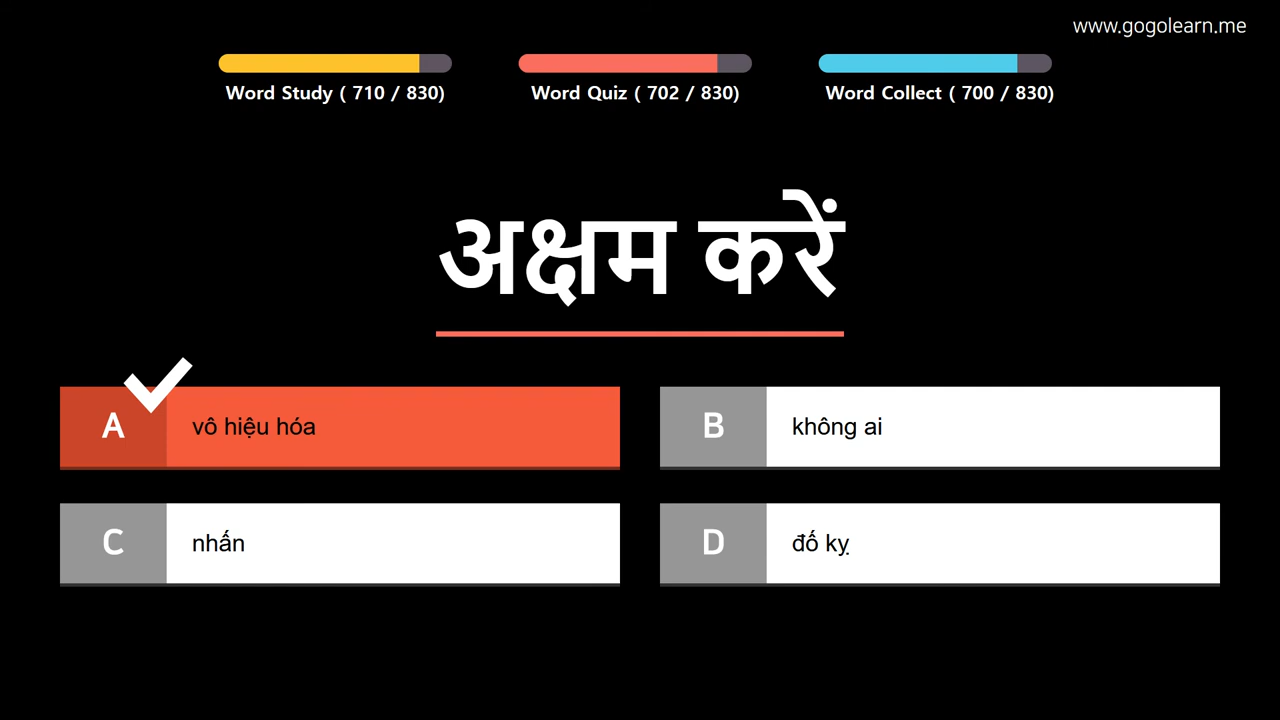 www.gogolearn.me
Word Study ( 710 / 830)
Word Quiz ( 702 / 830)
Word Collect ( 700 / 830)
अक्षम करें
A vô hiệu hóa
B không ai
C nhấn
D đố kỵ